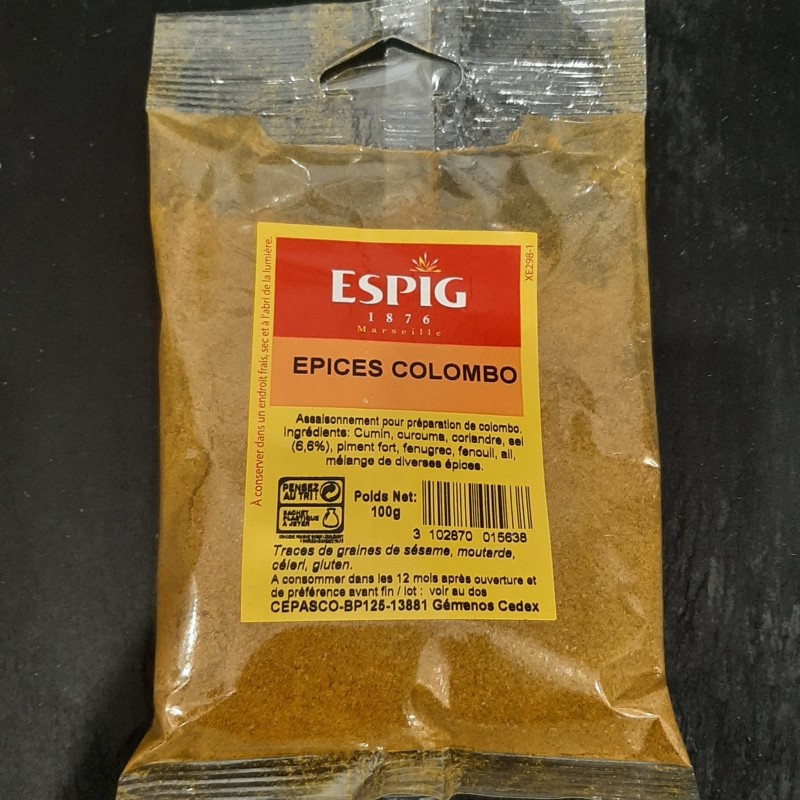 ESPIG
1876
Marseille
XE298-1
EPICES COLOMBO
A conserver dans un endroit frais, sec et à l'abri de la lumière.
Assaisonnement pour préparation de colombo.
Ingrédients: Cumin, curcuma, coriandre, sel
(6,6%), piment fort, fenugrec, fenouil, ail,
mélange de diverses épices.
PENSEZ
AU TRI !
SACHET
PLASTIQUE
À JETER
Poids Net:
100g
3 102870 015638
Traces de graines de sésame, moutarde,
céleri, gluten.
A consommer dans les 12 mois après ouverture et
de préférence avant fin / lot : voir au dos
CEPASCO-BP125-13881 Gémenos Cedex